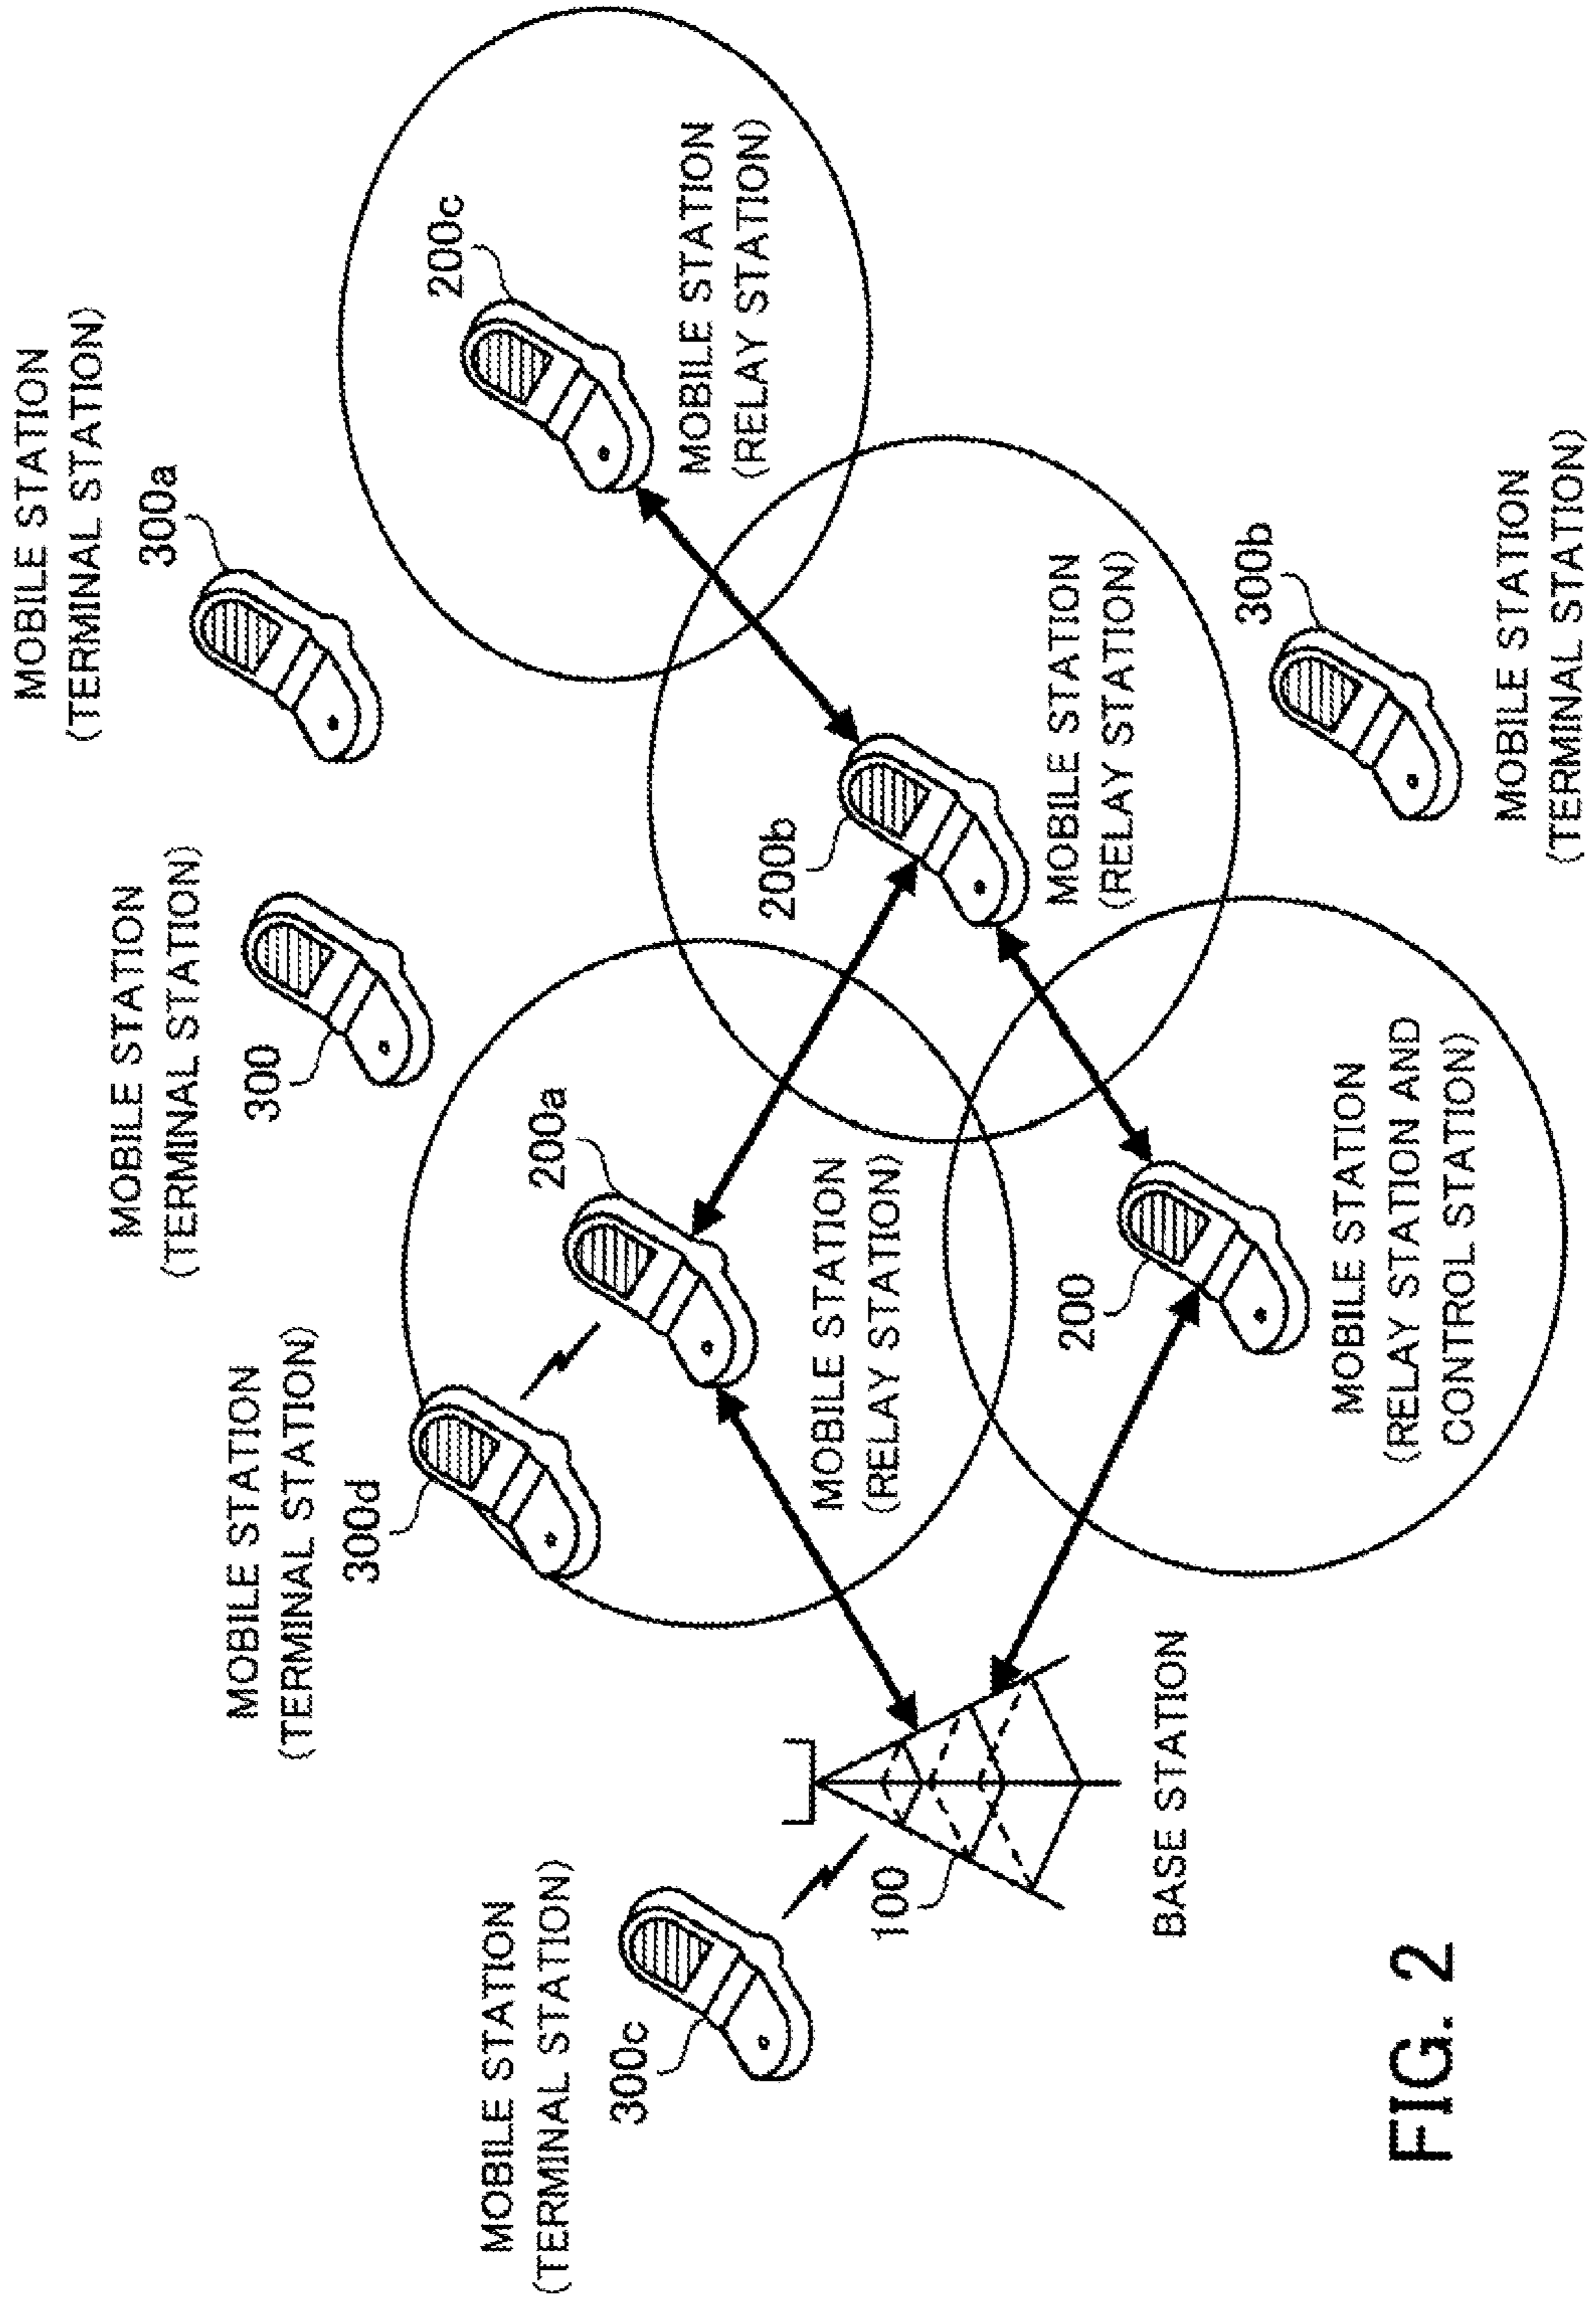 MOBILE STATION
(TERMINAL STATION)
300a
MOBILE STATION
(TERMINAL STATION)
300
MOBILE STATION
(TERMINAL STATION)
300d
200c
MOBILE STATION
(TERMINAL STATION)
300c
200a
MOBILE STATION
(RELAY STATION)
200b
MOBILE STATION
(RELAY STATION)
100
MOBILE STATION
(RELAY STATION)
200
BASE STATION
300b
MOBILE STATION
(RELAY STATION AND
CONTROL STATION)
MOBILE STATION
(TERMINAL STATION)
FIG. 2